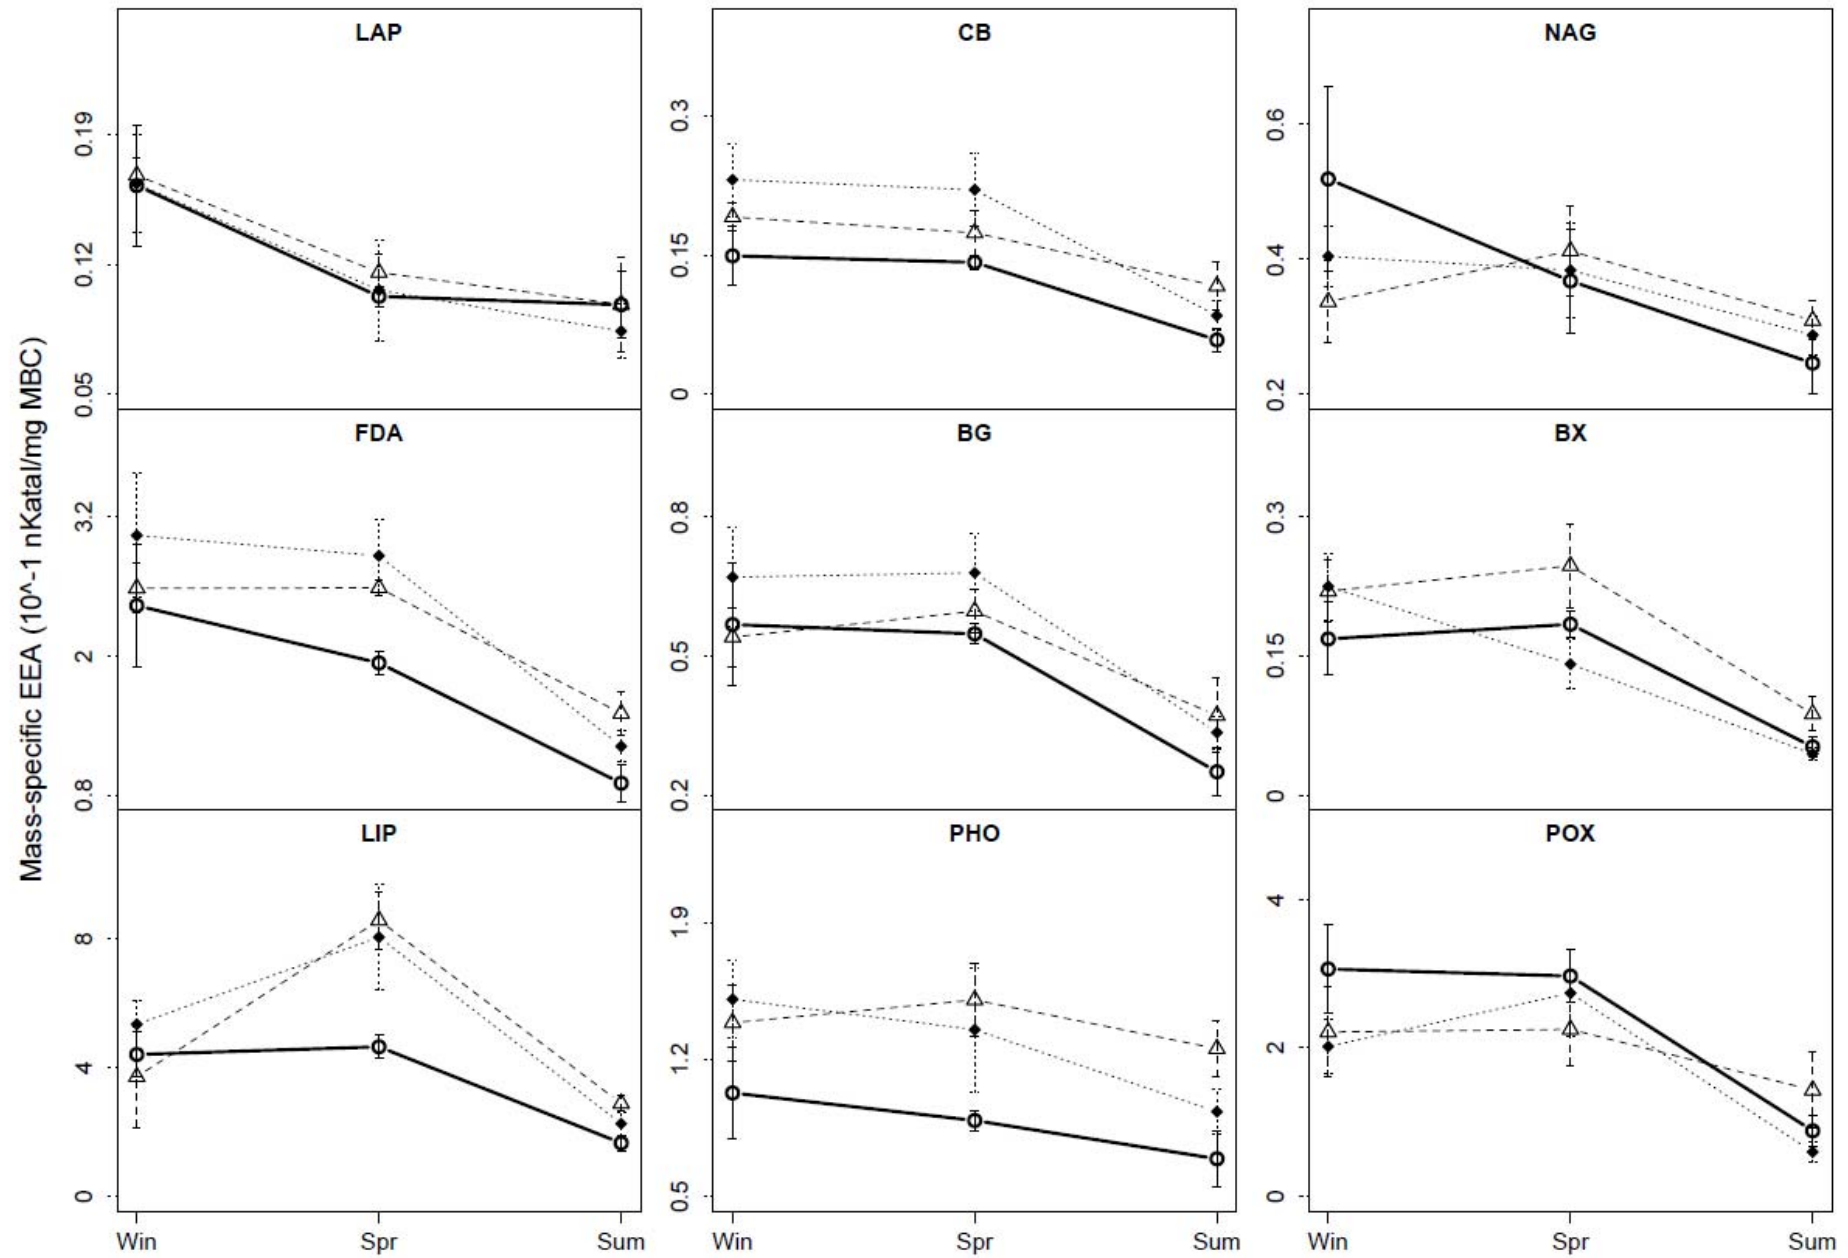 Mass-specific EEA (10^-1 nKatal/mg MBC)
LAP
0.19
0.12
0.05
CB
0.3
0.15
0
NAG
0.6
0.4
0.2
FDA
3.2
2
0.8
BG
0.8
0.5
0.2
BX
0.3
0.15
0
LIP
8
4
0
PHO
1.9
1.2
0.5
POX
4
2
0
Win Spr Sum Win Spr Sum Win Spr Sum